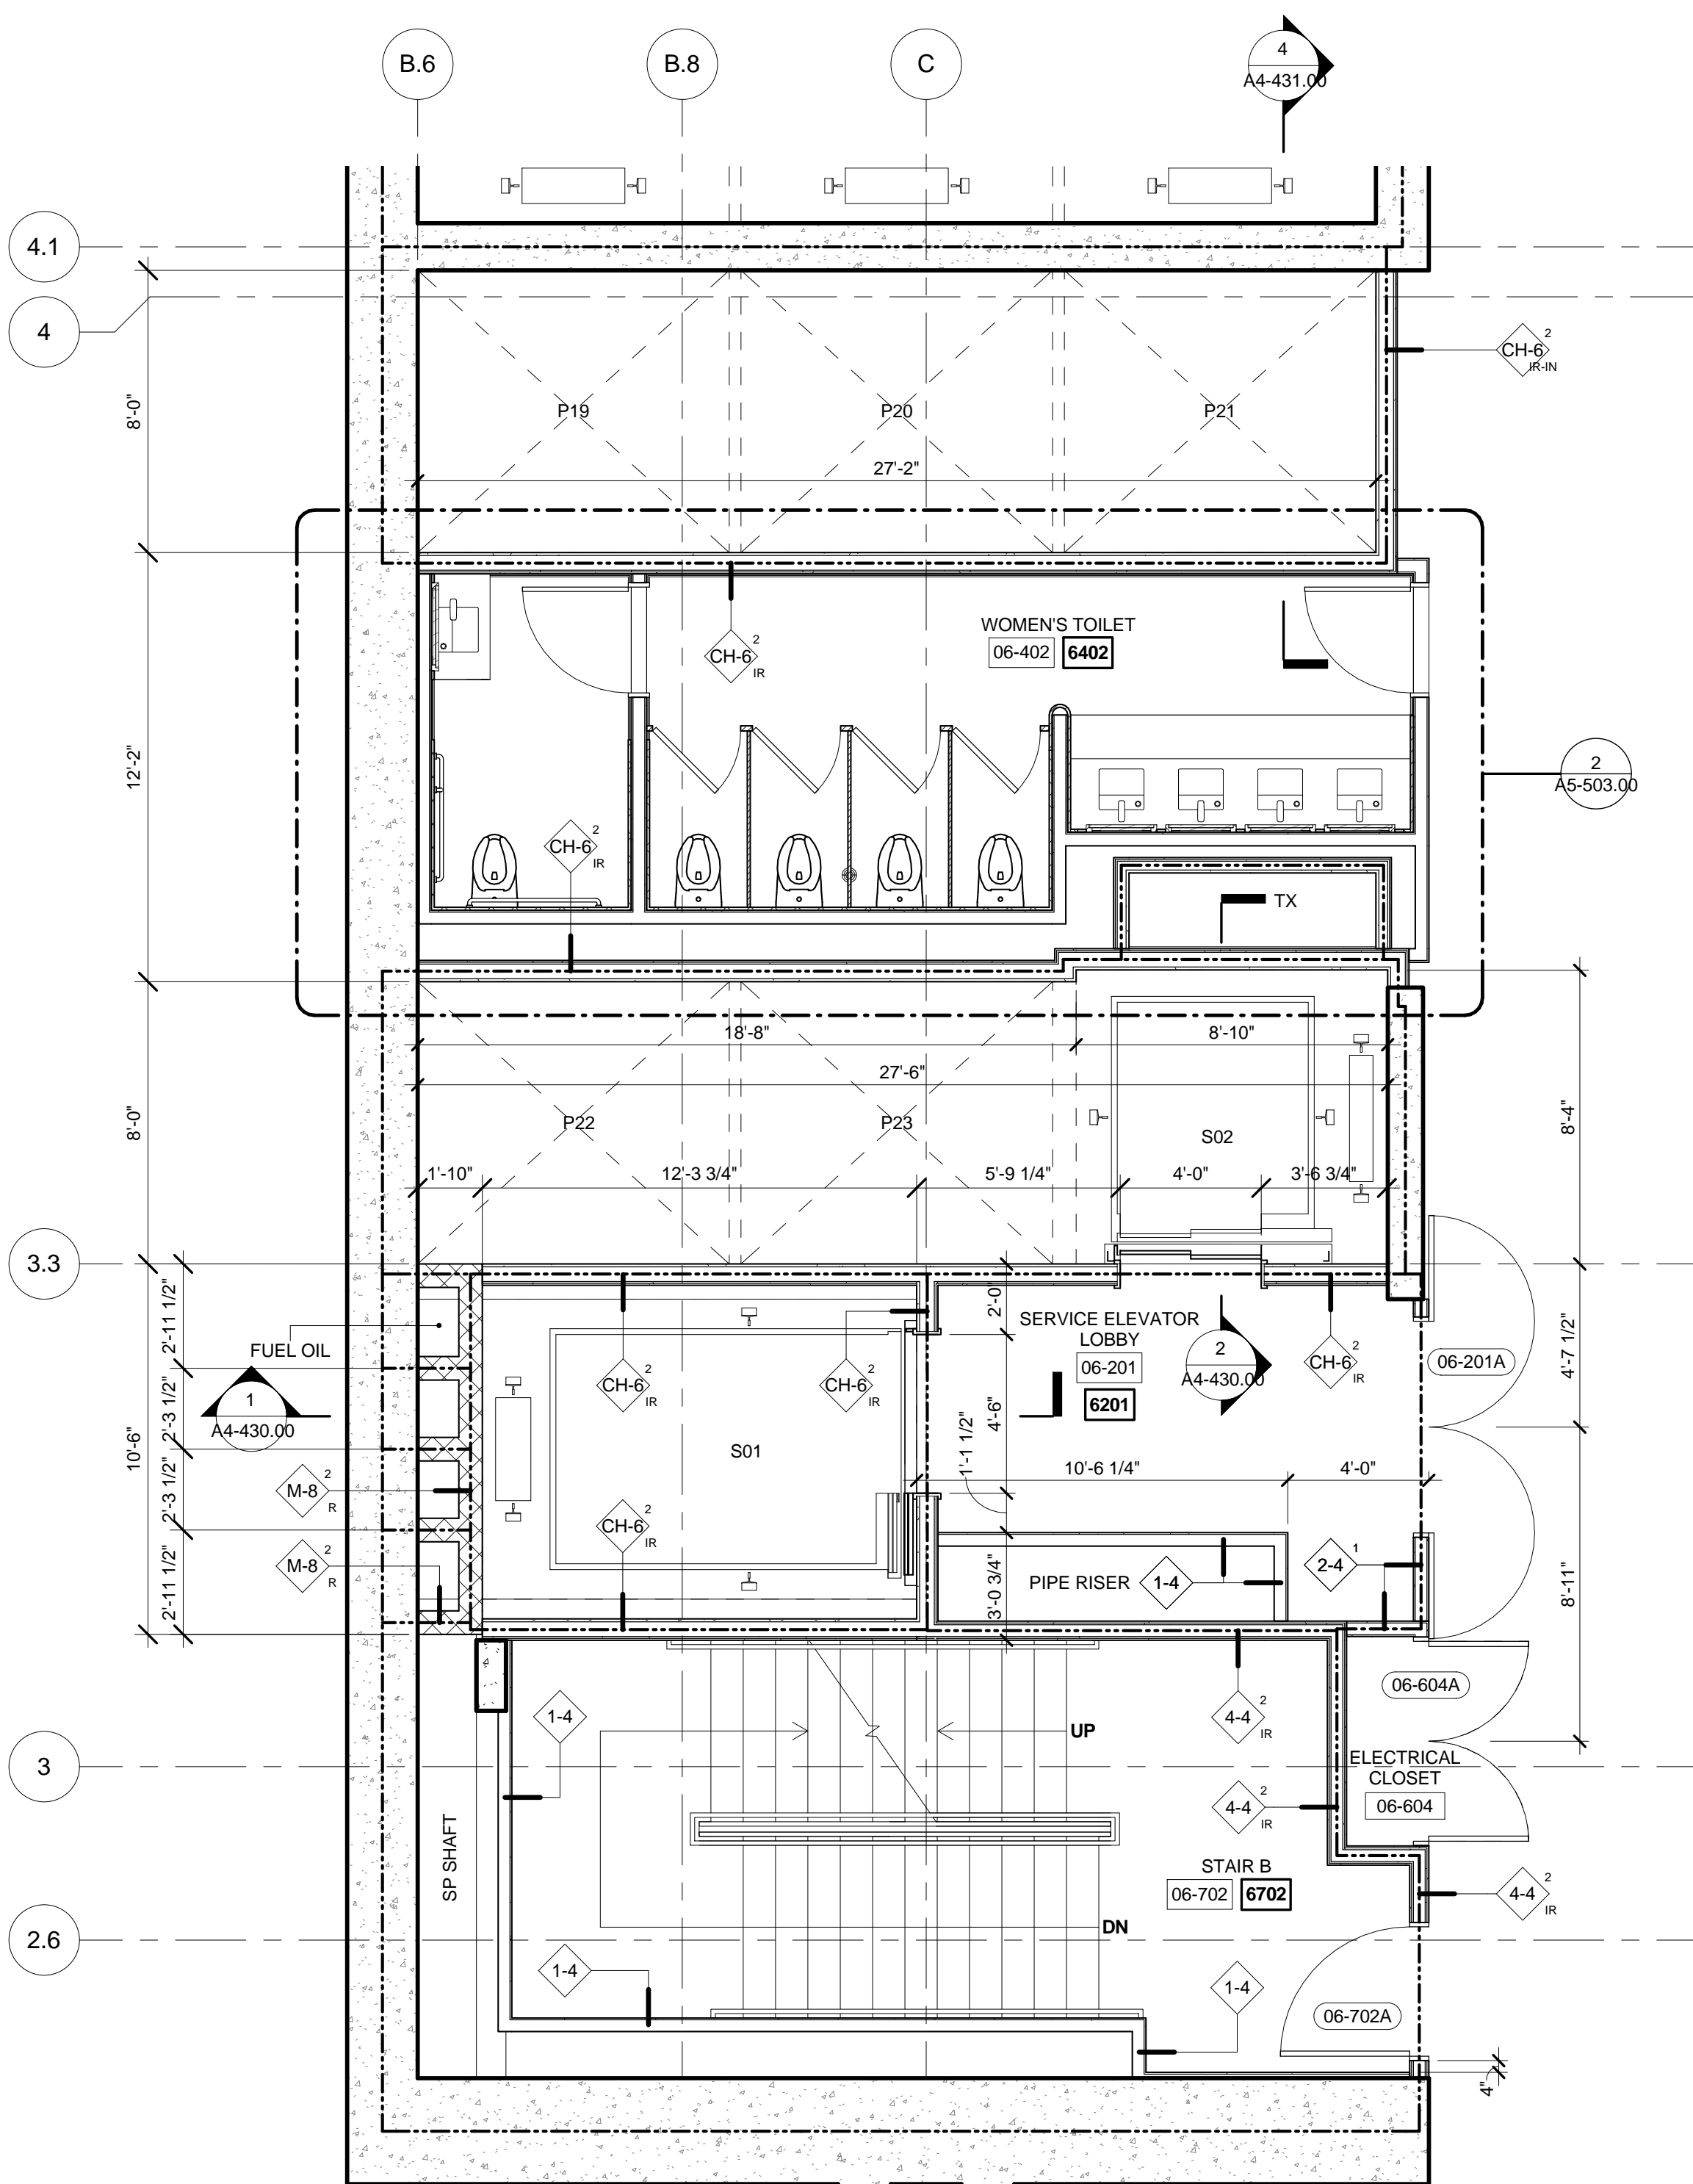 B.6
B.8
C
4
A4-431.00
4.1
4
8'-0"
P19
P20
P21
CH-6
2
IR-IN
27'-2"
WOMEN'S TOILET
06-402 6402
CH-6
2
IR
12'-2"
2
A5-503.00
CH-6
2
IR
TX
18'-8"
8'-10"
27'-6"
8'-0"
P22
P23
S02
8'-4"
1'-10"
12'-3 3/4"
5'-9 1/4"
4'-0"
3'-6 3/4"
3.3
2'-11 1/2"
FUEL OIL
2'-0"
SERVICE ELEVATOR
LOBBY
06-201
6201
2
A4-430.00
CH-6
2
IR
CH-6
2
IR
CH-6
2
IR
06-201A
4'-7 1/2"
1
A4-430.00
2'-3 1/2"
10'-6"
S01
4'-6"
1'-1 1/2"
10'-6 1/4"
4'-0"
M-8
2
R
2'-3 1/2"
CH-6
2
IR
M-8
2
R
2'-11 1/2"
3'-0 3/4"
PIPE RISER
1-4
2-4
1
8'-11"
06-604A
1-4
4-4
2
IR
UP
3
ELECTRICAL
CLOSET
06-604
4-4
2
IR
SP SHAFT
STAIR B
06-702 6702
4-4
2
IR
DN
2.6
1-4
1-4
06-702A
4"